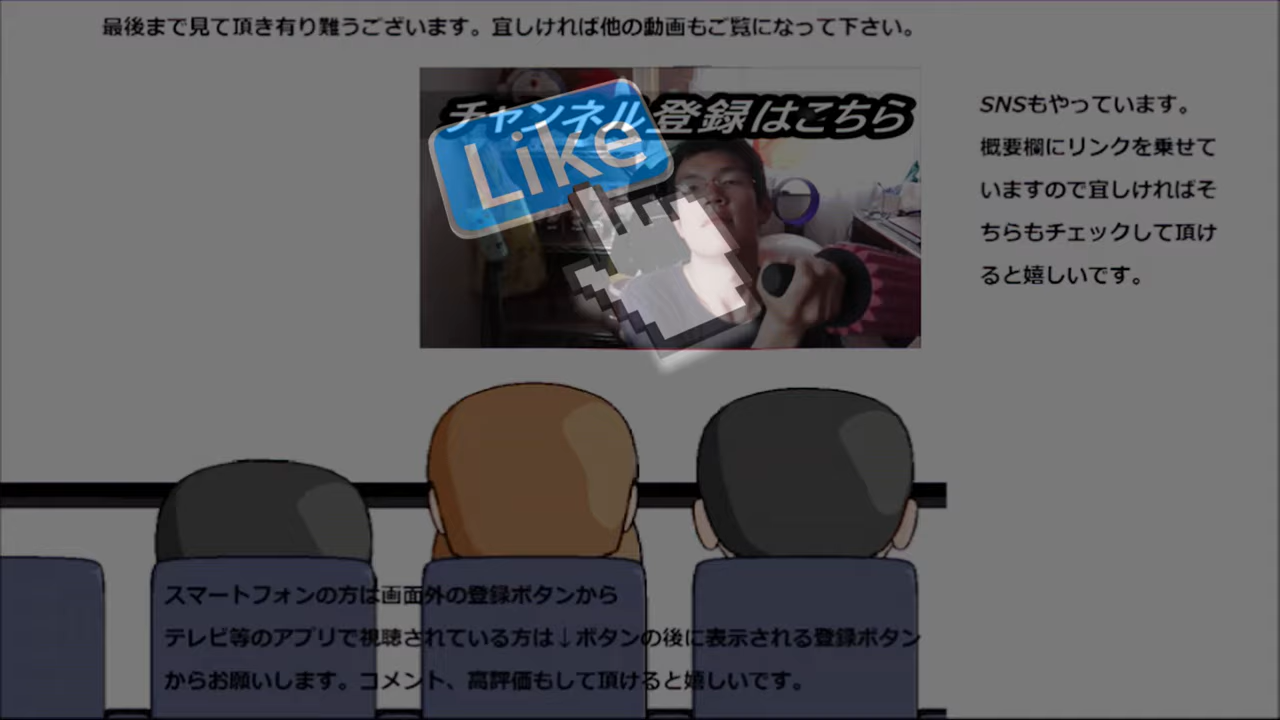 最後まで見て頂き有り難うございます。宜しければ他の動画もご覧になって下さい。
チャンネル登録はこちら
Like
SNSもやっています。
概要欄にリンクを乗せて
いますので宜しければそ
ちらもチェックして頂け
ると嬉しいです。
スマートフォンの方は画面外の登録ボタンから
テレビ等のアプリで視聴されている方は↓ボタンの後に表示される登録ボタン
からお願いします。コメント、高評価もして頂けると嬉しいです。